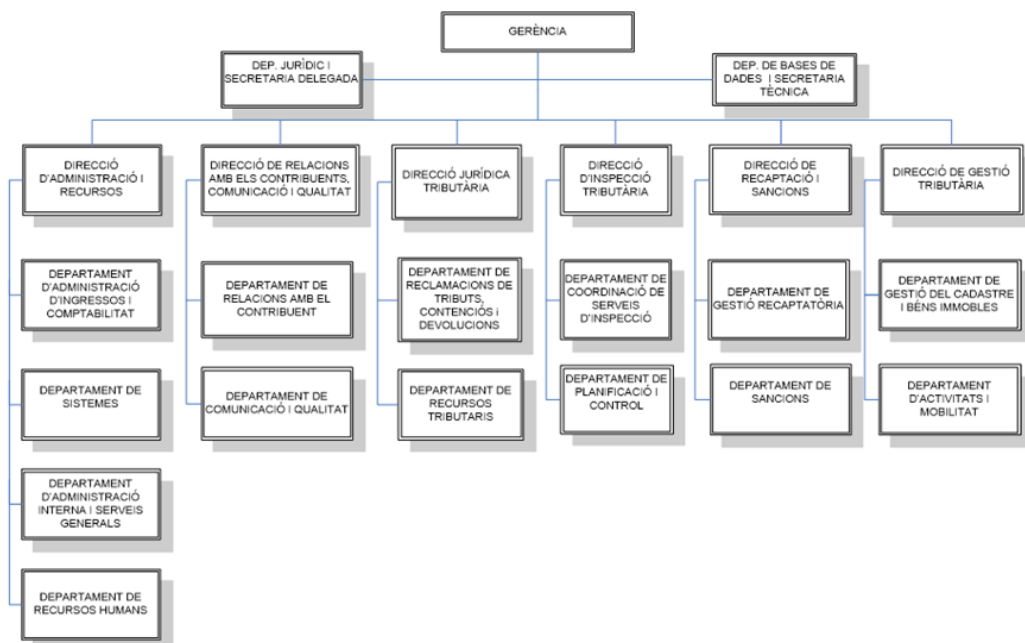 GERÈNCIA
DEP. JURÍDIC I
SECRETARIA DELEGADA
DEP. DE BASES DE
DADES I SECRETARIA
TÈCNICA
DIRECCIÓ
D'ADMINISTRACIÓ I
RECURSOS
DIRECCIÓ DE RELACIONS
AMB ELS CONTRIBUENTS,
COMUNICACIÓ I QUALITAT
DIRECCIÓ JURÍDICA
TRIBUTÀRIA
DIRECCIÓ
D'INSPECCIÓ
TRIBUTÀRIA
DIRECCIÓ DE
RECAPTACIÓ I
SANCIONS
DIRECCIÓ DE GESTIÓ
TRIBUTÀRIA
DEPARTAMENT
D'ADMINISTRACIÓ
D'INGRESSOS I
COMPTABILITAT
DEPARTAMENT DE
RELACIONS AMB EL
CONTRIBUENT
DEPARTAMENT DE
RECLAMACIONS DE
TRIBUTS,
CONTENCIÓS i
DEVOLUCIONS
DEPARTAMENT DE
COORDINACIÓ DE
SERVEIS
D'INSPECCIÓ
DEPARTAMENT DE
GESTIÓ RECAPTATÒRIA
DEPARTAMENT DE
GESTIÓ DEL CADASTRE
I BÉNS IMMOBLES
DEPARTAMENT DE
SISTEMES
DEPARTAMENT DE
COMUNICACIÓ I QUALITAT
DEPARTAMENT DE
RECURSOS
TRIBUTARIS
DEPARTAMENT DE
PLANIFICACIÓ I
CONTROL
DEPARTAMENT DE
SANCIONS
DEPARTAMENT
D'ACTIVITATS I
MOBILITAT
DEPARTAMENT
D'ADMINISTRACIÓ
INTERNA I SERVEIS
GENERALS
DEPARTAMENT DE
RECURSOS HUMANS